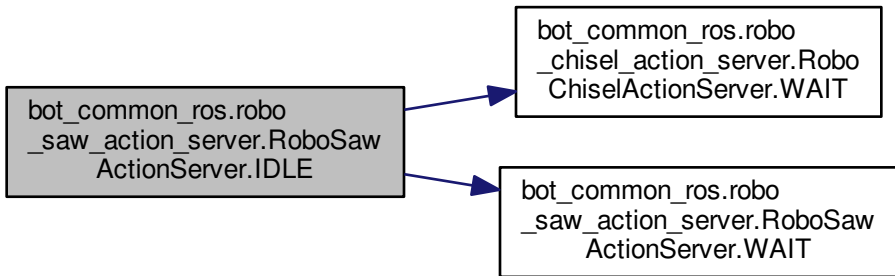 bot_common_ros.robo
_saw_action_server.RoboSaw
ActionServer.IDLE
bot_common_ros.robo
_chisel_action_server.Robo
ChiselActionServer.WAIT
bot_common_ros.robo
_saw_action_server.RoboSaw
ActionServer.WAIT